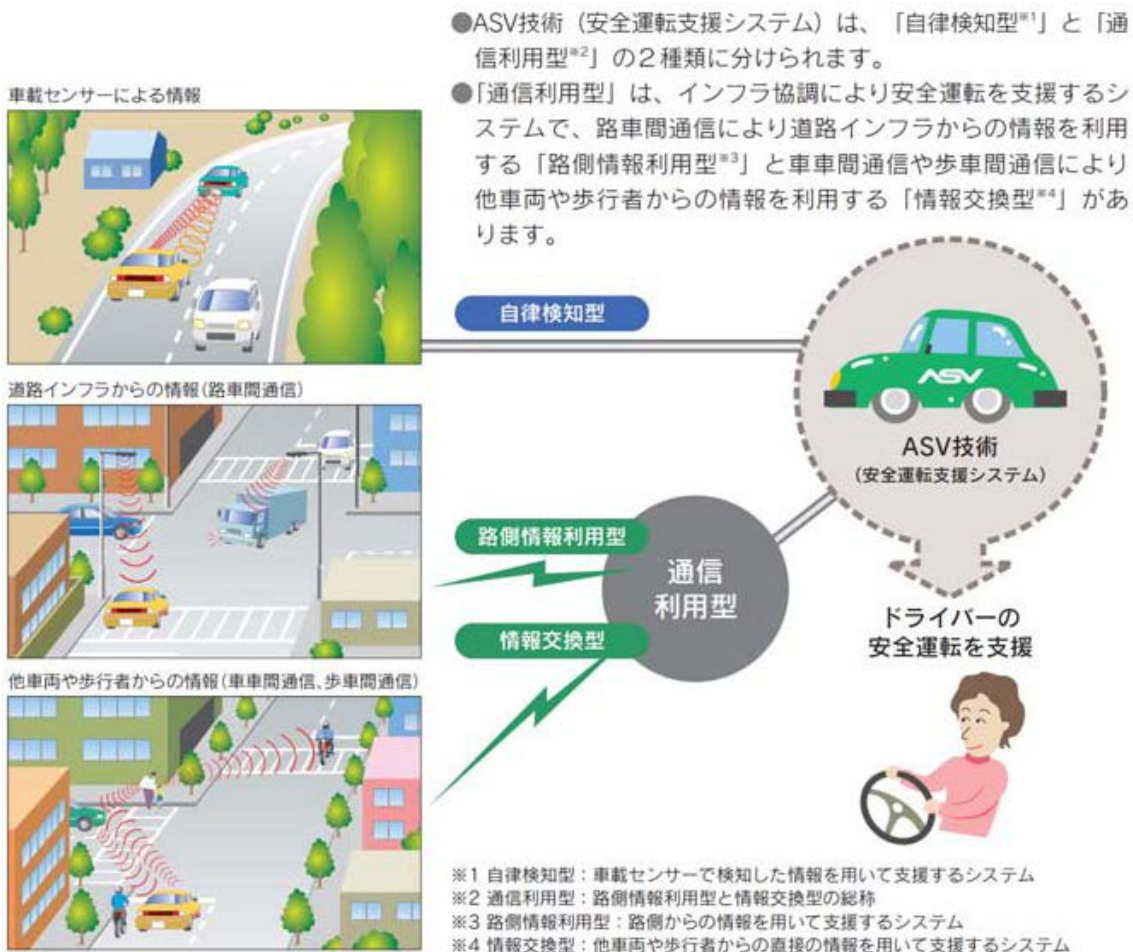 ●ASV技術（安全運転支援システム）は、「自律検知型※1」と「通
信利用型※2」の２種類に分けられます。
●「通信利用型」は、インフラ協調により安全運転を支援するシ
ステムで、路車間通信により道路インフラからの情報を利用
する「路側情報利用型※3」と車車間通信や歩車間通信により
他車両や歩行者からの情報を利用する「情報交換型※4」があ
ります。
車載センサーによる情報
自律検知型
ASV
ASV技術
（安全運転支援システム）
道路インフラからの情報（路車間通信）
路側情報利用型
通信
利用型
情報交換型
ドライバーの
安全運転を支援
他車両や歩行者からの情報（車車間通信、歩車間通信）
※1 自律検知型：車載センサーで検知した情報を用いて支援するシステム
※2 通信利用型：路側情報利用型と情報交換型の総称
※3 路側情報利用型：路側からの情報を用いて支援するシステム
※4 情報交換型：他車両や歩行者からの直接の情報を用いて支援するシステム